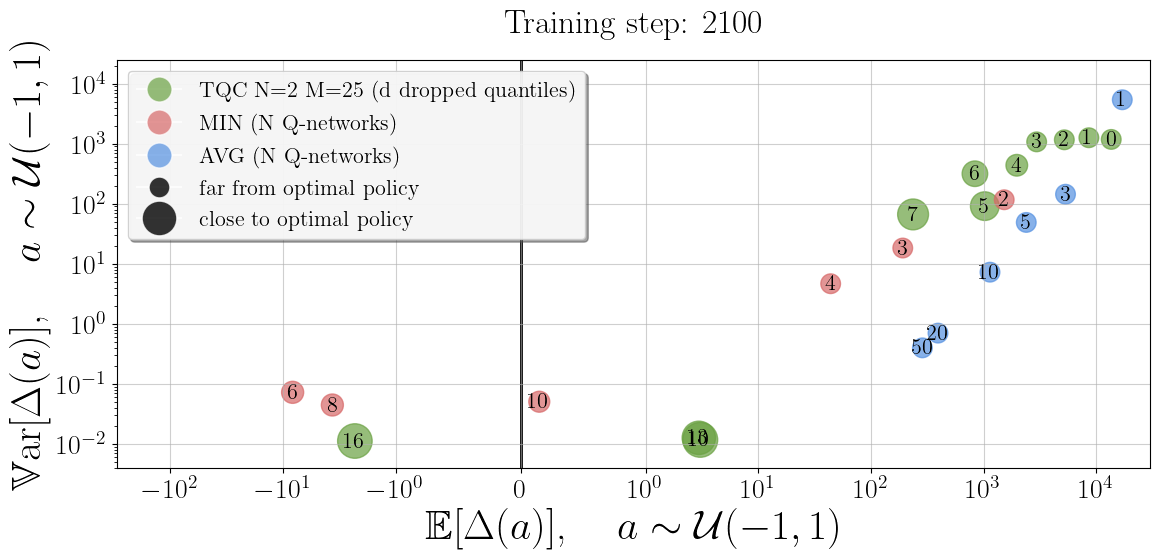 Training step: 2100
𝕍ar[Δ(a)], a ∼ 𝒰(−1, 1)
10⁴
10³
10²
10¹
10⁰
10⁻¹
10⁻²
TQC N=2 M=25 (d dropped quantiles)
MIN (N Q-networks)
AVG (N Q-networks)
far from optimal policy
close to optimal policy
1
3 2 1 0
4
6
5 2 3
7 5
3
10
4
20
50
6
8 10
16 13
−10² −10¹ −10⁰ 0 10⁰ 10¹ 10² 10³ 10⁴
𝔼[Δ(a)], a ∼ 𝒰(−1, 1)